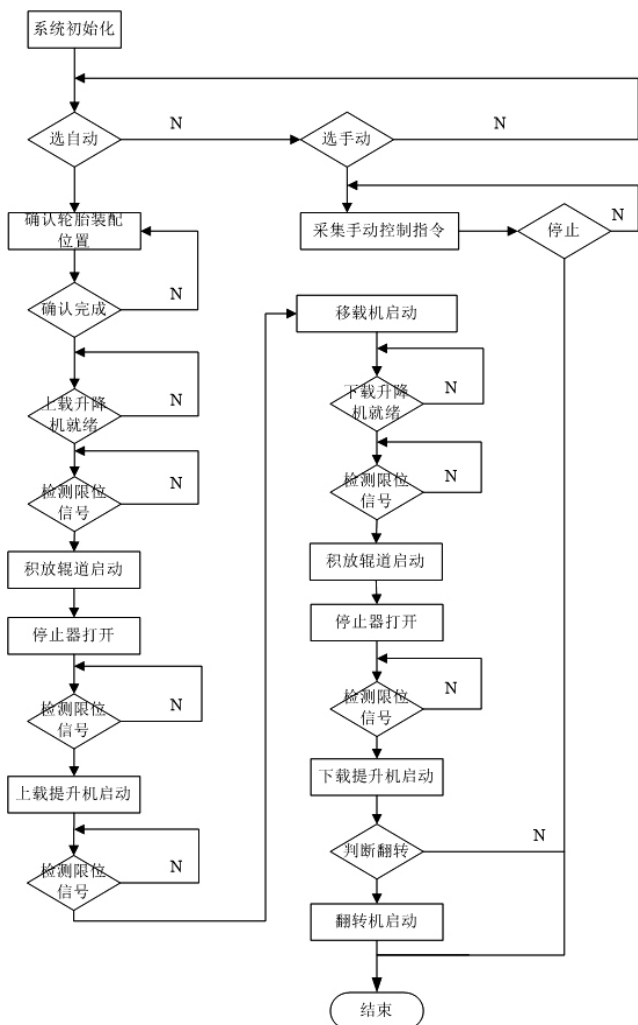 系统初始化
选自动
N
选手动
N
确认轮胎装配
位置
采集手动控制指令
停止
N
确认完成
N
移载机启动
上载升降
机就绪
N
下载升降
机就绪
N
检测限位
信号
N
检测限位
信号
N
积放辊道启动
积放辊道启动
停止器打开
停止器打开
检测限位
信号
N
检测限位
信号
N
上载提升机启动
下载提升机启动
检测限位
信号
N
判断翻转
N
翻转机启动
结束